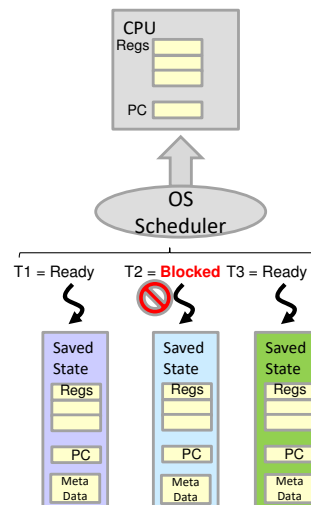 CPU
Regs
PC
OS
Scheduler
T1 = Ready T2 = Blocked T3 = Ready
Saved State
Regs
PC
Meta
Data
Saved State
Regs
PC
Meta
Data
Saved State
Regs
PC
Meta
Data